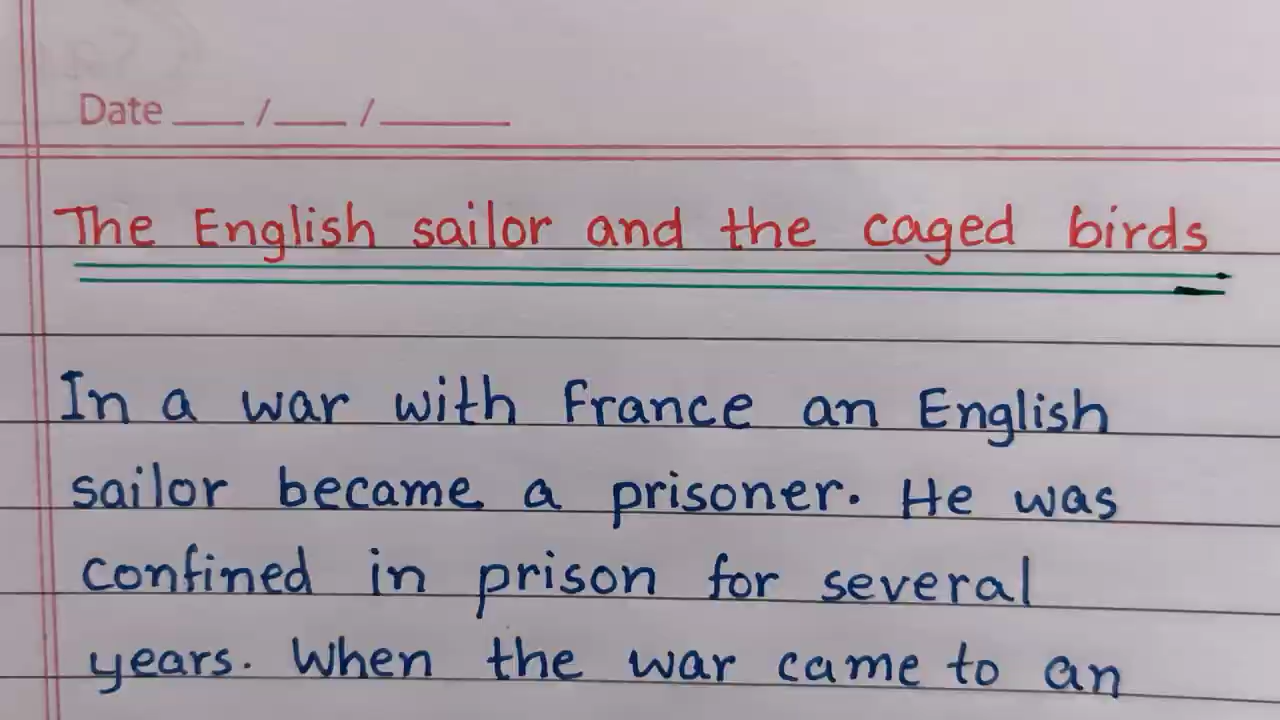 Date ___ /___ /_____
The English sailor and the caged birds
In a war with France an English
sailor became a prisoner. He was
confined in prison for several
years. When the war came to an